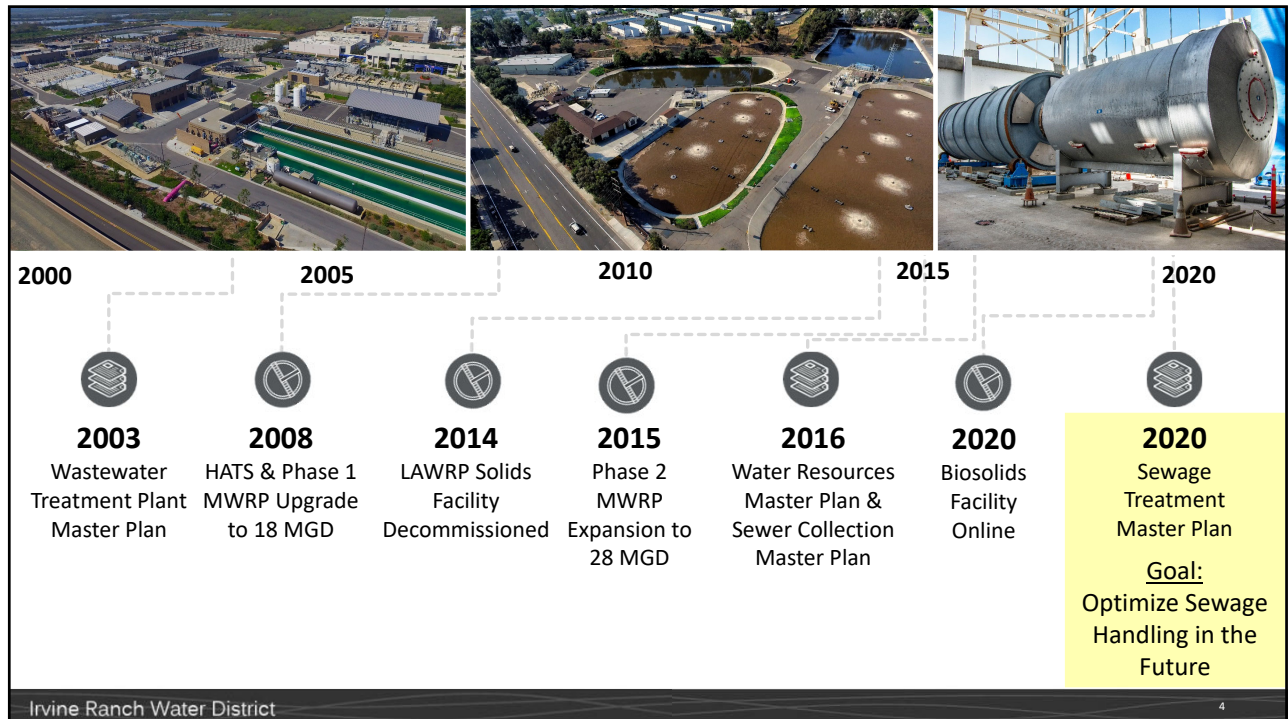 2000
2005
2010
2015
2020
2003
Wastewater
Treatment Plant
Master Plan
2008
HATS & Phase 1
MWRP Upgrade
to 18 MGD
2014
LAWRP Solids
Facility
Decommissioned
2015
Phase 2
MWRP
Expansion to
28 MGD
2016
Water Resources
Master Plan &
Sewer Collection
Master Plan
2020
Biosolids
Facility
Online
2020
Sewage
Treatment
Master Plan
Goal:
Optimize Sewage
Handling in the
Future
Irvine Ranch Water District
4